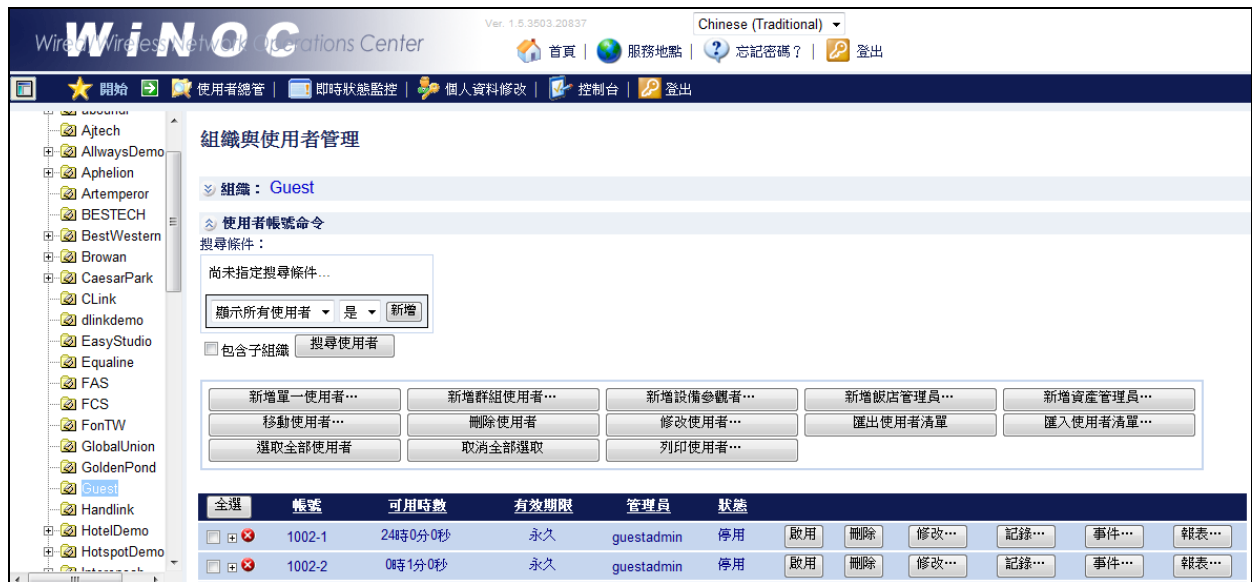 WiNOC
Wired/Wireless Network Operations Center
Ver. 1.5.3503.20837
Chinese (Traditional)
首頁 | 服務地點 | 忘記密碼？ | 登出
開始 使用者總管 | 即時狀態監控 | 個人資料修改 | 控制台 | 登出
Ajtech
AllwaysDemo
Aphelion
Artemperor
BESTECH
BestWestern
Browan
CaesarPark
CLink
dlinkdemo
EasyStudio
Equaline
FAS
FCS
FonTW
GlobalUnion
GoldenPond
Guest
Handlink
HotelDemo
HotspotDemo
組織與使用者管理
組織： Guest
使用者帳號命令
搜尋條件：
尚未指定搜尋條件...
顯示所有使用者 是 新增
包含子組織 搜尋使用者
新增單一使用者… 新增群組使用者… 新增設備參觀者… 新增飯店管理員… 新增資產管理員…
移動使用者… 刪除使用者 修改使用者… 匯出使用者清單 匯入使用者清單…
選取全部使用者 取消全部選取 列印使用者…
全選 帳號 可用時數 有效期限 管理員 狀態
1002-1 24時0分0秒 永久 guestadmin 停用 啟用 刪除 修改… 記錄… 事件… 報表…
1002-2 0時1分0秒 永久 guestadmin 停用 啟用 刪除 修改… 記錄… 事件… 報表…